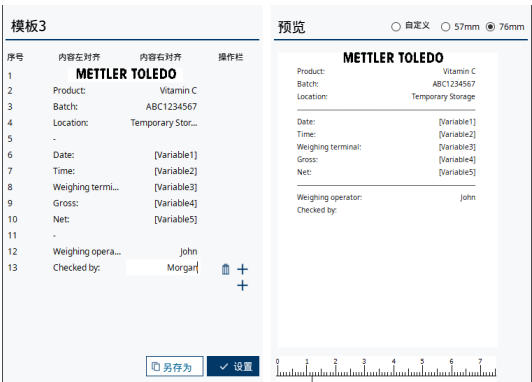 模板3
序号 内容左对齐 内容右对齐 操作栏
1 METTLER TOLEDO
2 Product: Vitamin C
3 Batch: ABC1234567
4 Location: Temporary Stor...
5 -
6 Date: [Variable1]
7 Time: [Variable2]
8 Weighing termi... [Variable3]
9 Gross: [Variable4]
10 Net: [Variable5]
11 -
12 Weighing opera... John
13 Checked by: Morgan
另存为 设置
预览 自定义 57mm 76mm
METTLER TOLEDO
Product: Vitamin C
Batch: ABC1234567
Location: Temporary Storage
Date: [Variable1]
Time: [Variable2]
Weighing terminal: [Variable3]
Gross: [Variable4]
Net: [Variable5]
Weighing operator: John
Checked by:
0 1 2 3 4 5 6 7